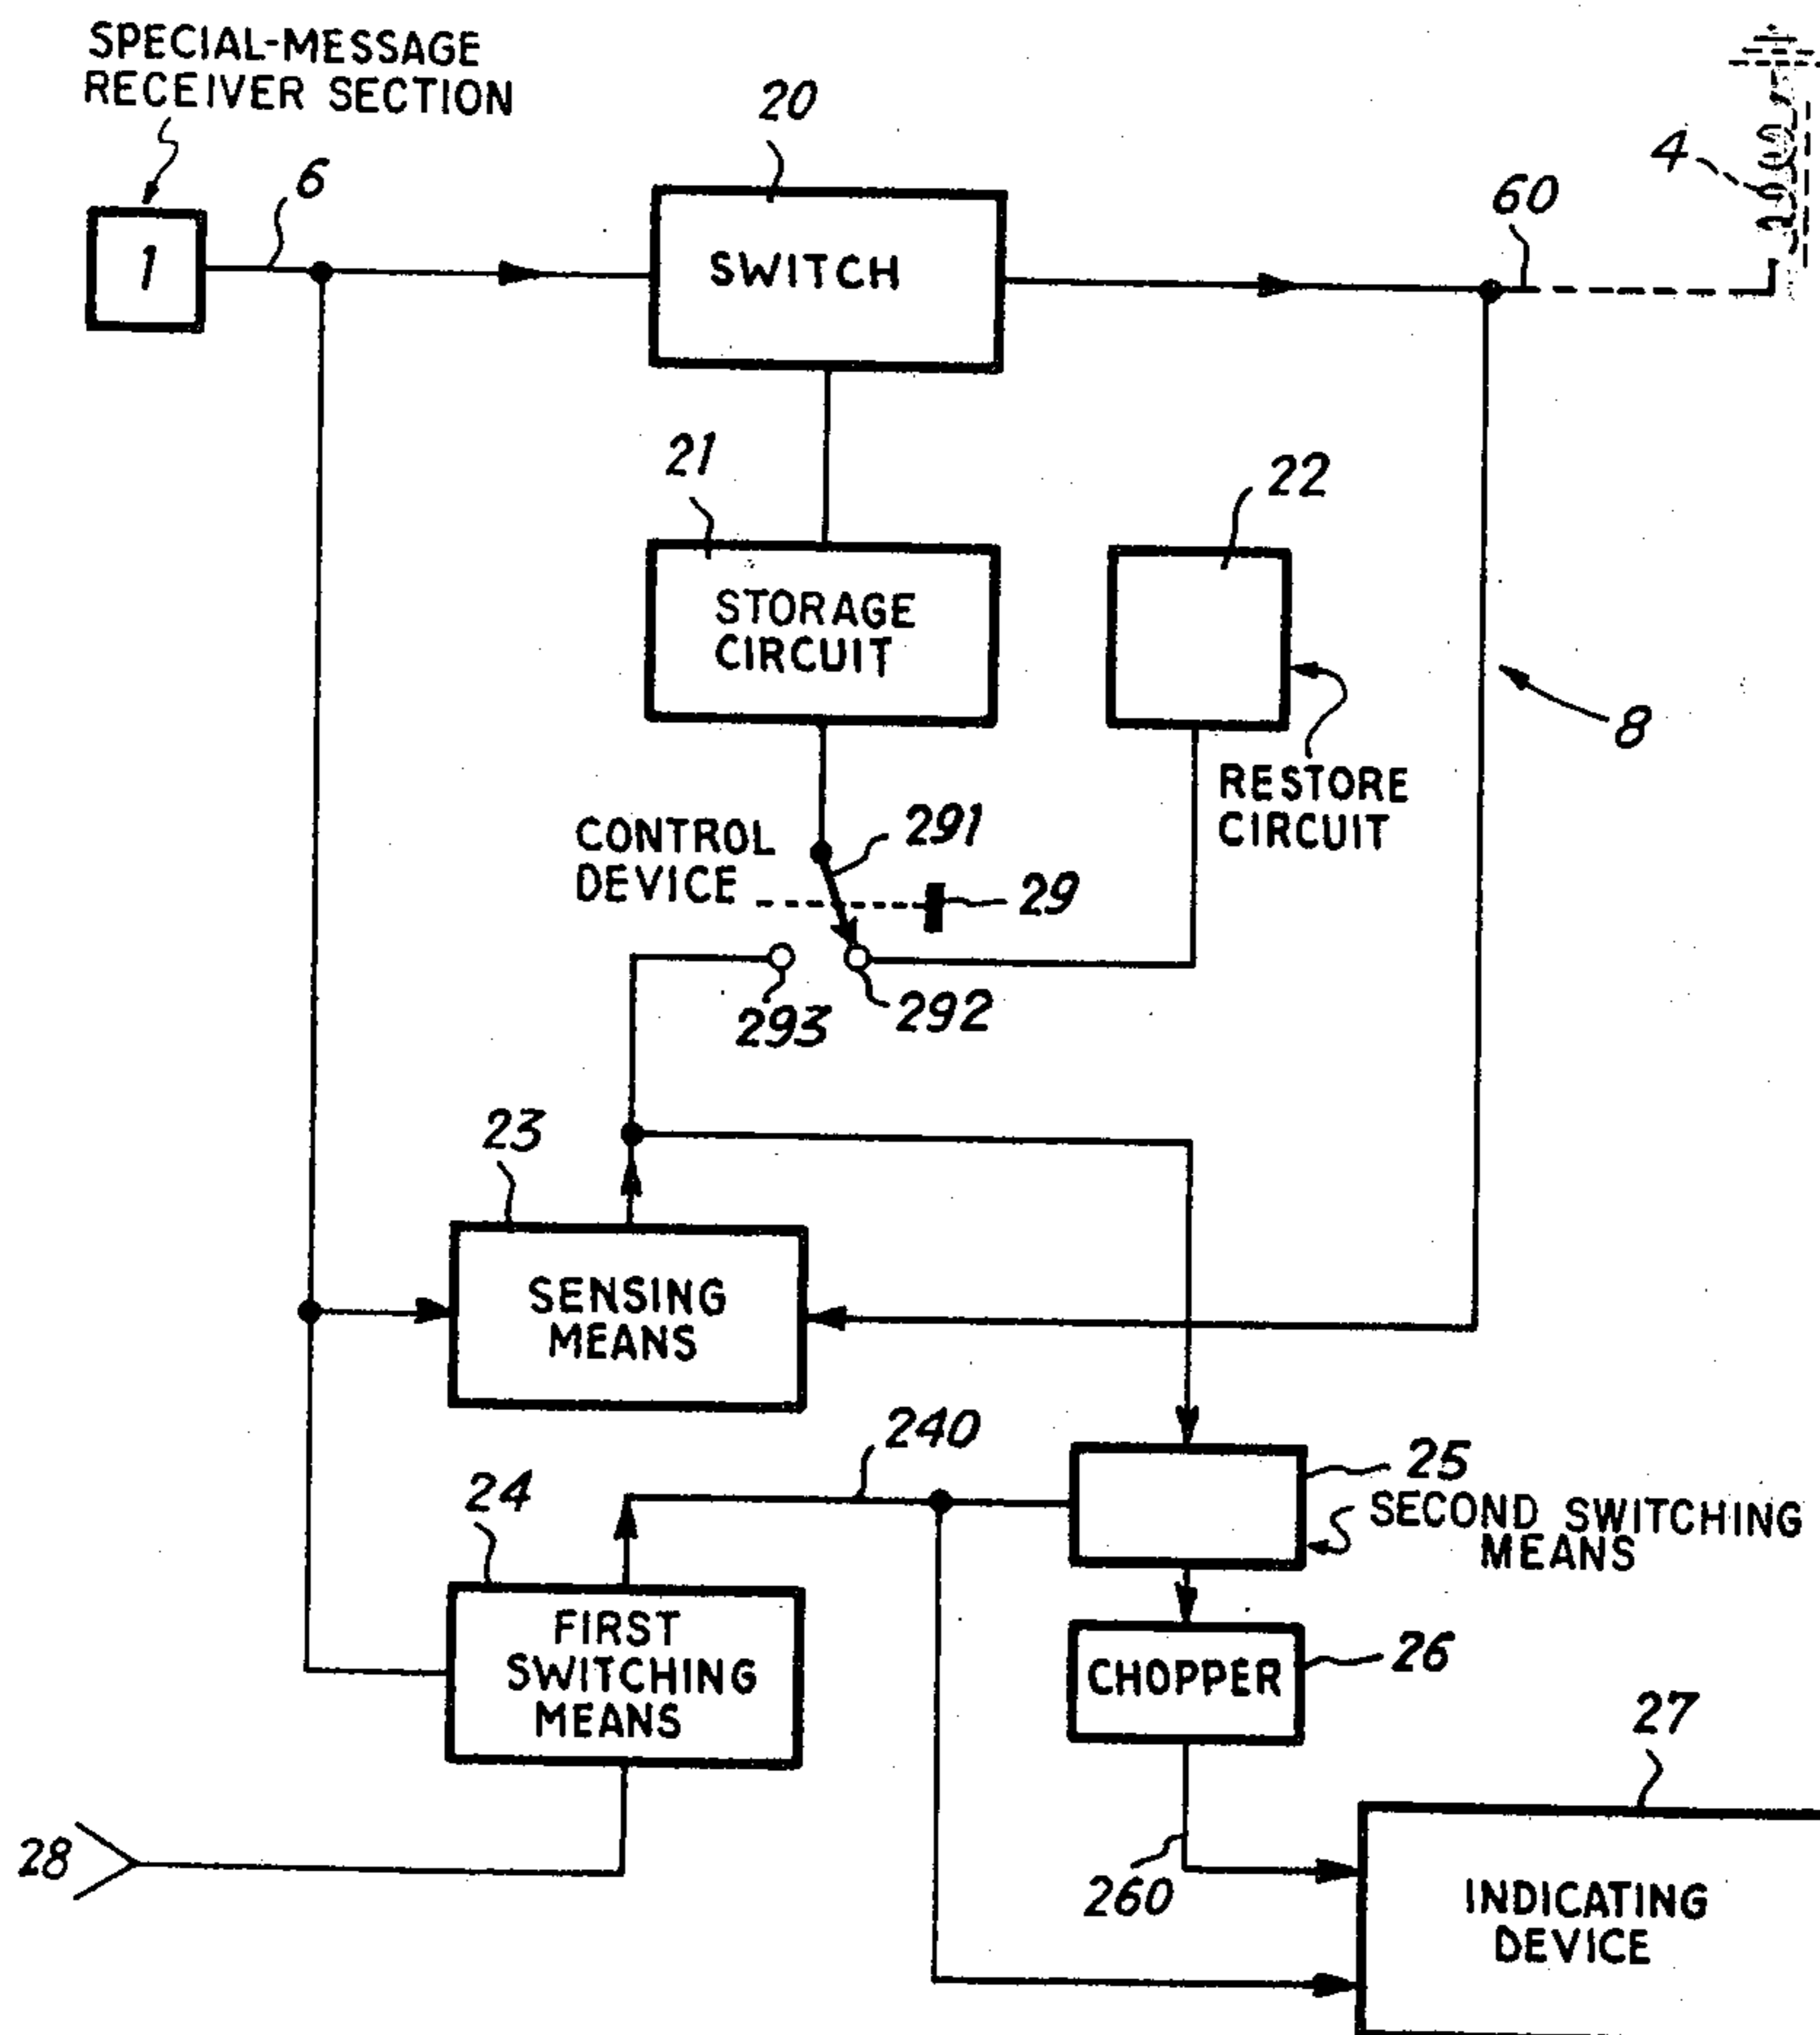 SPECIAL-MESSAGE
RECEIVER SECTION
20
6
4
60
1
SWITCH
21
22
STORAGE
CIRCUIT
8
RESTORE
CIRCUIT
CONTROL
DEVICE
291
29
293
292
23
SENSING
MEANS
240
25
24
SECOND SWITCHING
MEANS
FIRST
SWITCHING
MEANS
CHOPPER
26
27
28
260
INDICATING
DEVICE